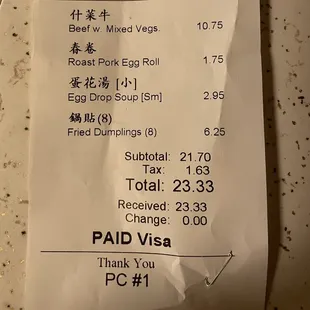 什菜牛
Beef w. Mixed Vegs. 10.75
春卷
Roast Pork Egg Roll 1.75
蛋花湯 [小]
Egg Drop Soup [Sm] 2.95
鍋貼 (8)
Fried Dumplings (8) 6.25
Subtotal: 21.70
Tax: 1.63
Total: 23.33
Received: 23.33
Change: 0.00
PAID Visa
Thank You
PC #1